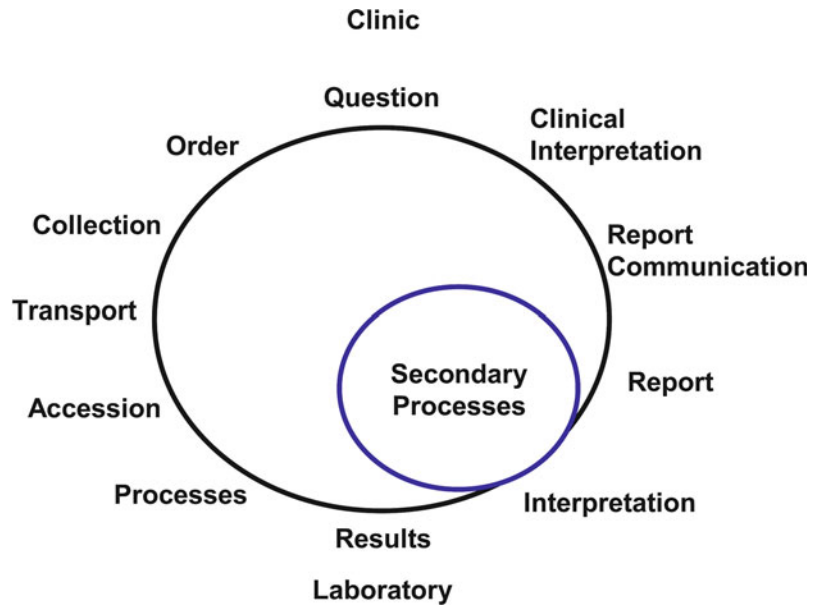 Clinic
Question
Clinical
Interpretation
Order
Collection
Report
Communication
Transport
Secondary
Processes
Report
Accession
Processes
Interpretation
Results
Laboratory